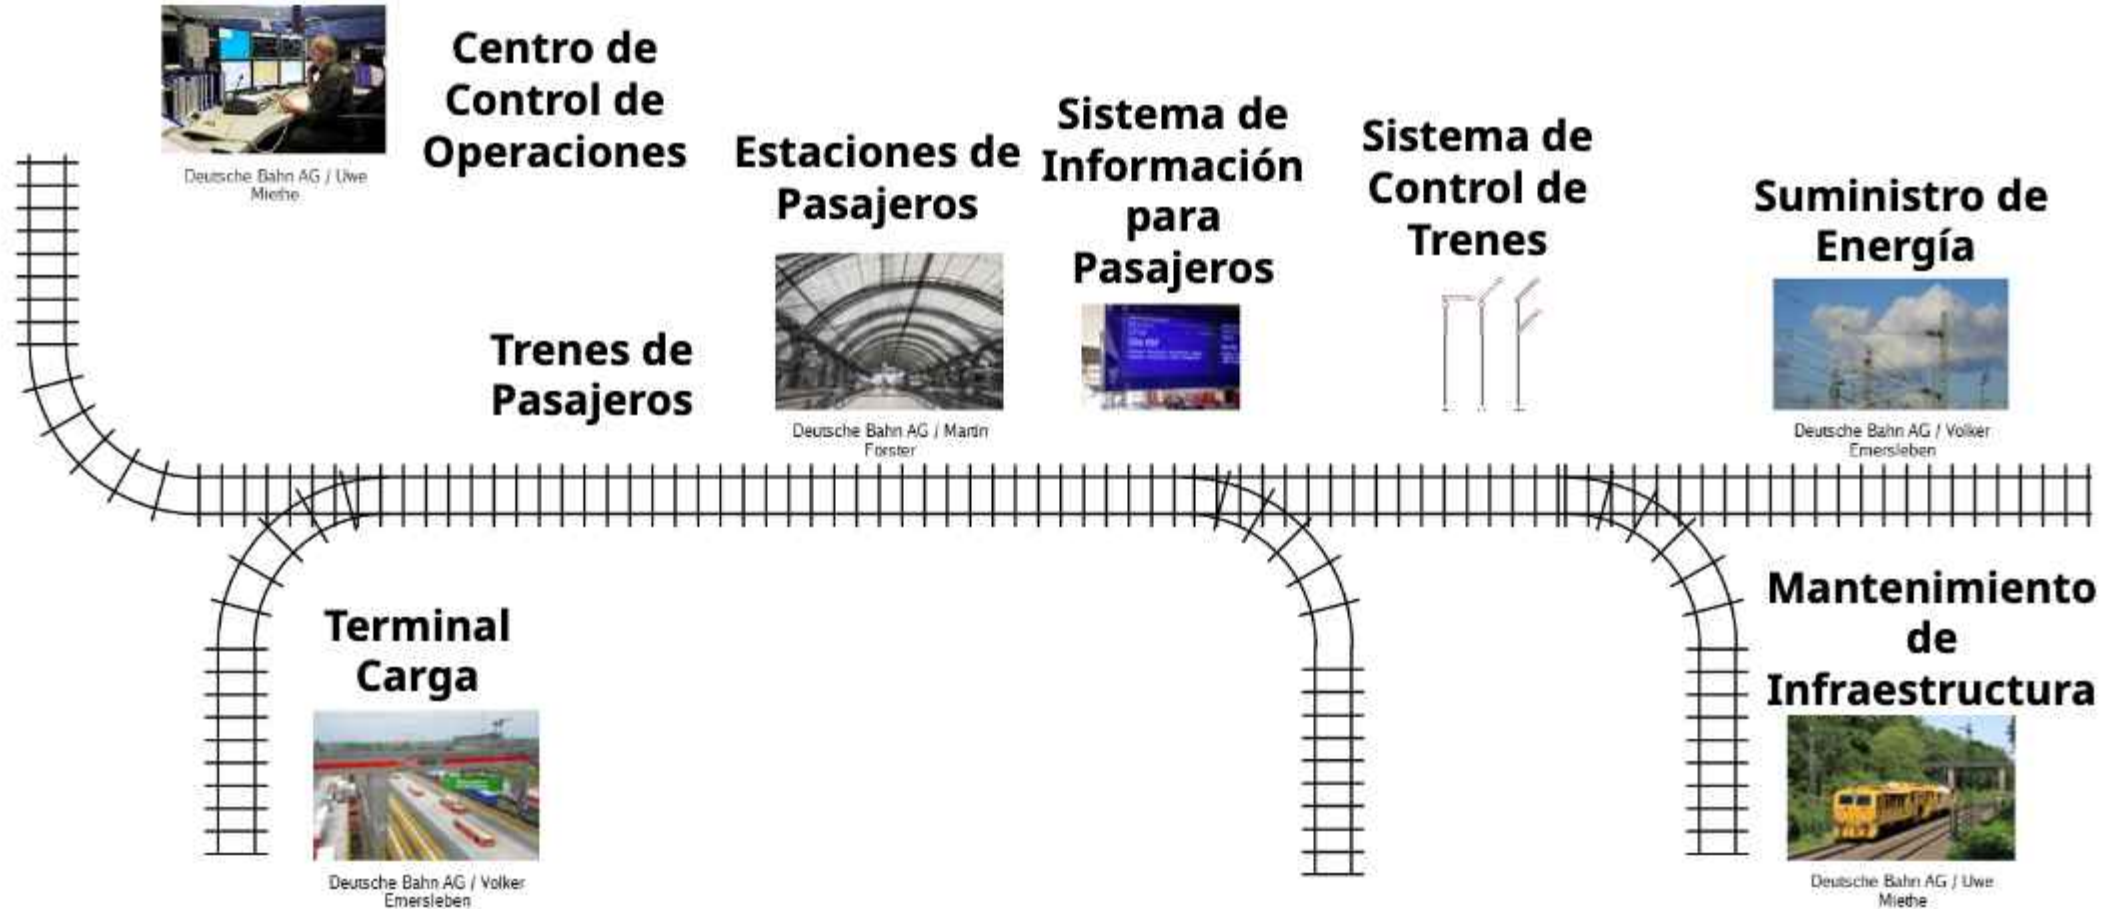 Centro de
Control de
Operaciones
Deutsche Bahn AG / Uwe
Miethe
Estaciones de
Pasajeros
Deutsche Bahn AG / Martin
Forster
Sistema de
Información
para
Pasajeros
Sistema de
Control de
Trenes
Suministro de
Energía
Deutsche Bahn AG / Volker
Emersleben
Trenes de
Pasajeros
Terminal
Carga
Deutsche Bahn AG / Volker
Emersleben
Mantenimiento
de
Infraestructura
Deutsche Bahn AG / Uwe
Miethe